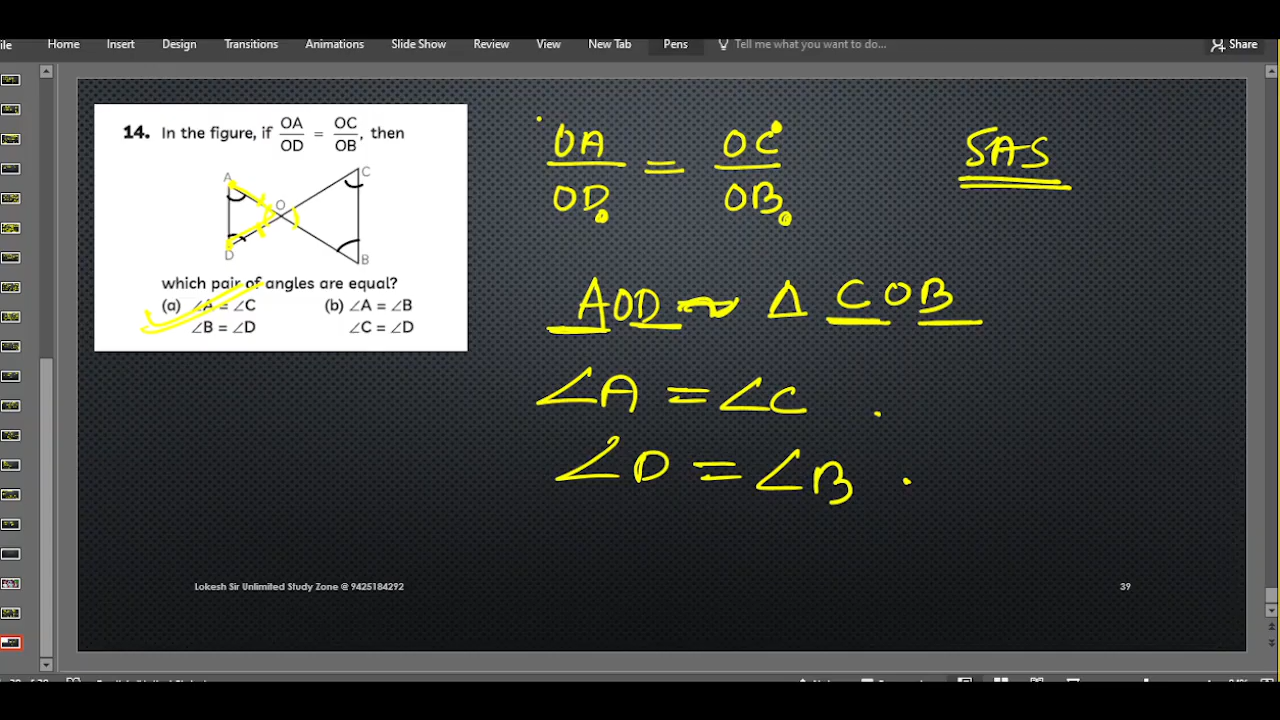 File Home Insert Design Transitions Animations Slide Show Review View New Tab Pens Tell me what you want to do... Share
14. In the figure, if OA/OD = OC/OB, then
A
C
O
D
B
which pair of angles are equal?
(a) ∠A = ∠C (b) ∠A = ∠B
∠B = ∠D ∠C = ∠D
OA/OD = OC/OB
SAS
AOD ~ Δ COB
∠A = ∠C
∠D = ∠B
Lokesh Sir Unlimited Study Zone @ 9425184292
39